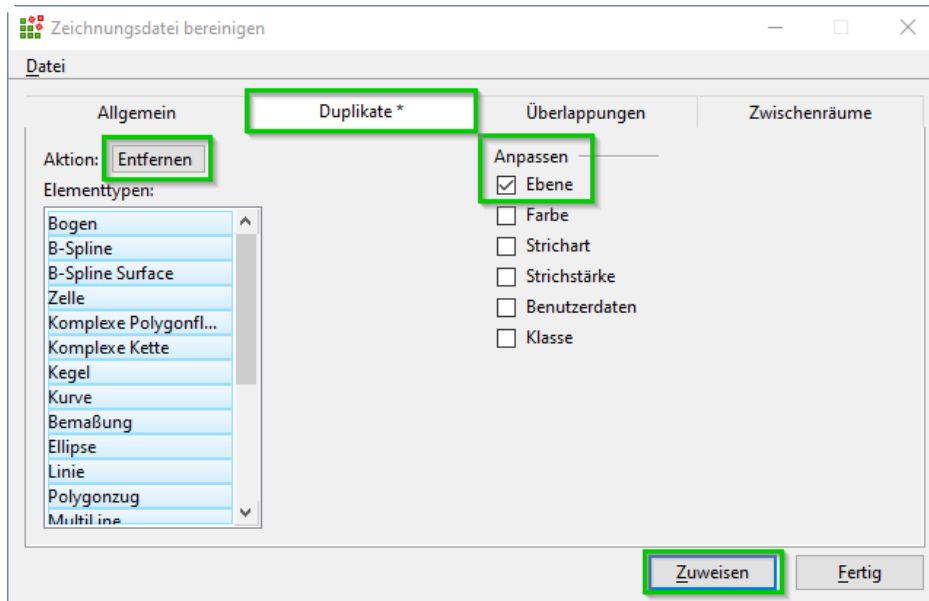 Zeichnungsdatei bereinigen
Datei
Allgemein
Duplikate *
Überlappungen
Zwischenräume
Aktion: Entfernen
Elementtypen:
Bogen
B-Spline
B-Spline Surface
Zelle
Komplexe Polygonfl...
Komplexe Kette
Kegel
Kurve
Bemaßung
Ellipse
Linie
Polygonzug
MultiLine
Anpassen
Ebene
Farbe
Strichart
Strichstärke
Benutzerdaten
Klasse
Zuweisen
Fertig